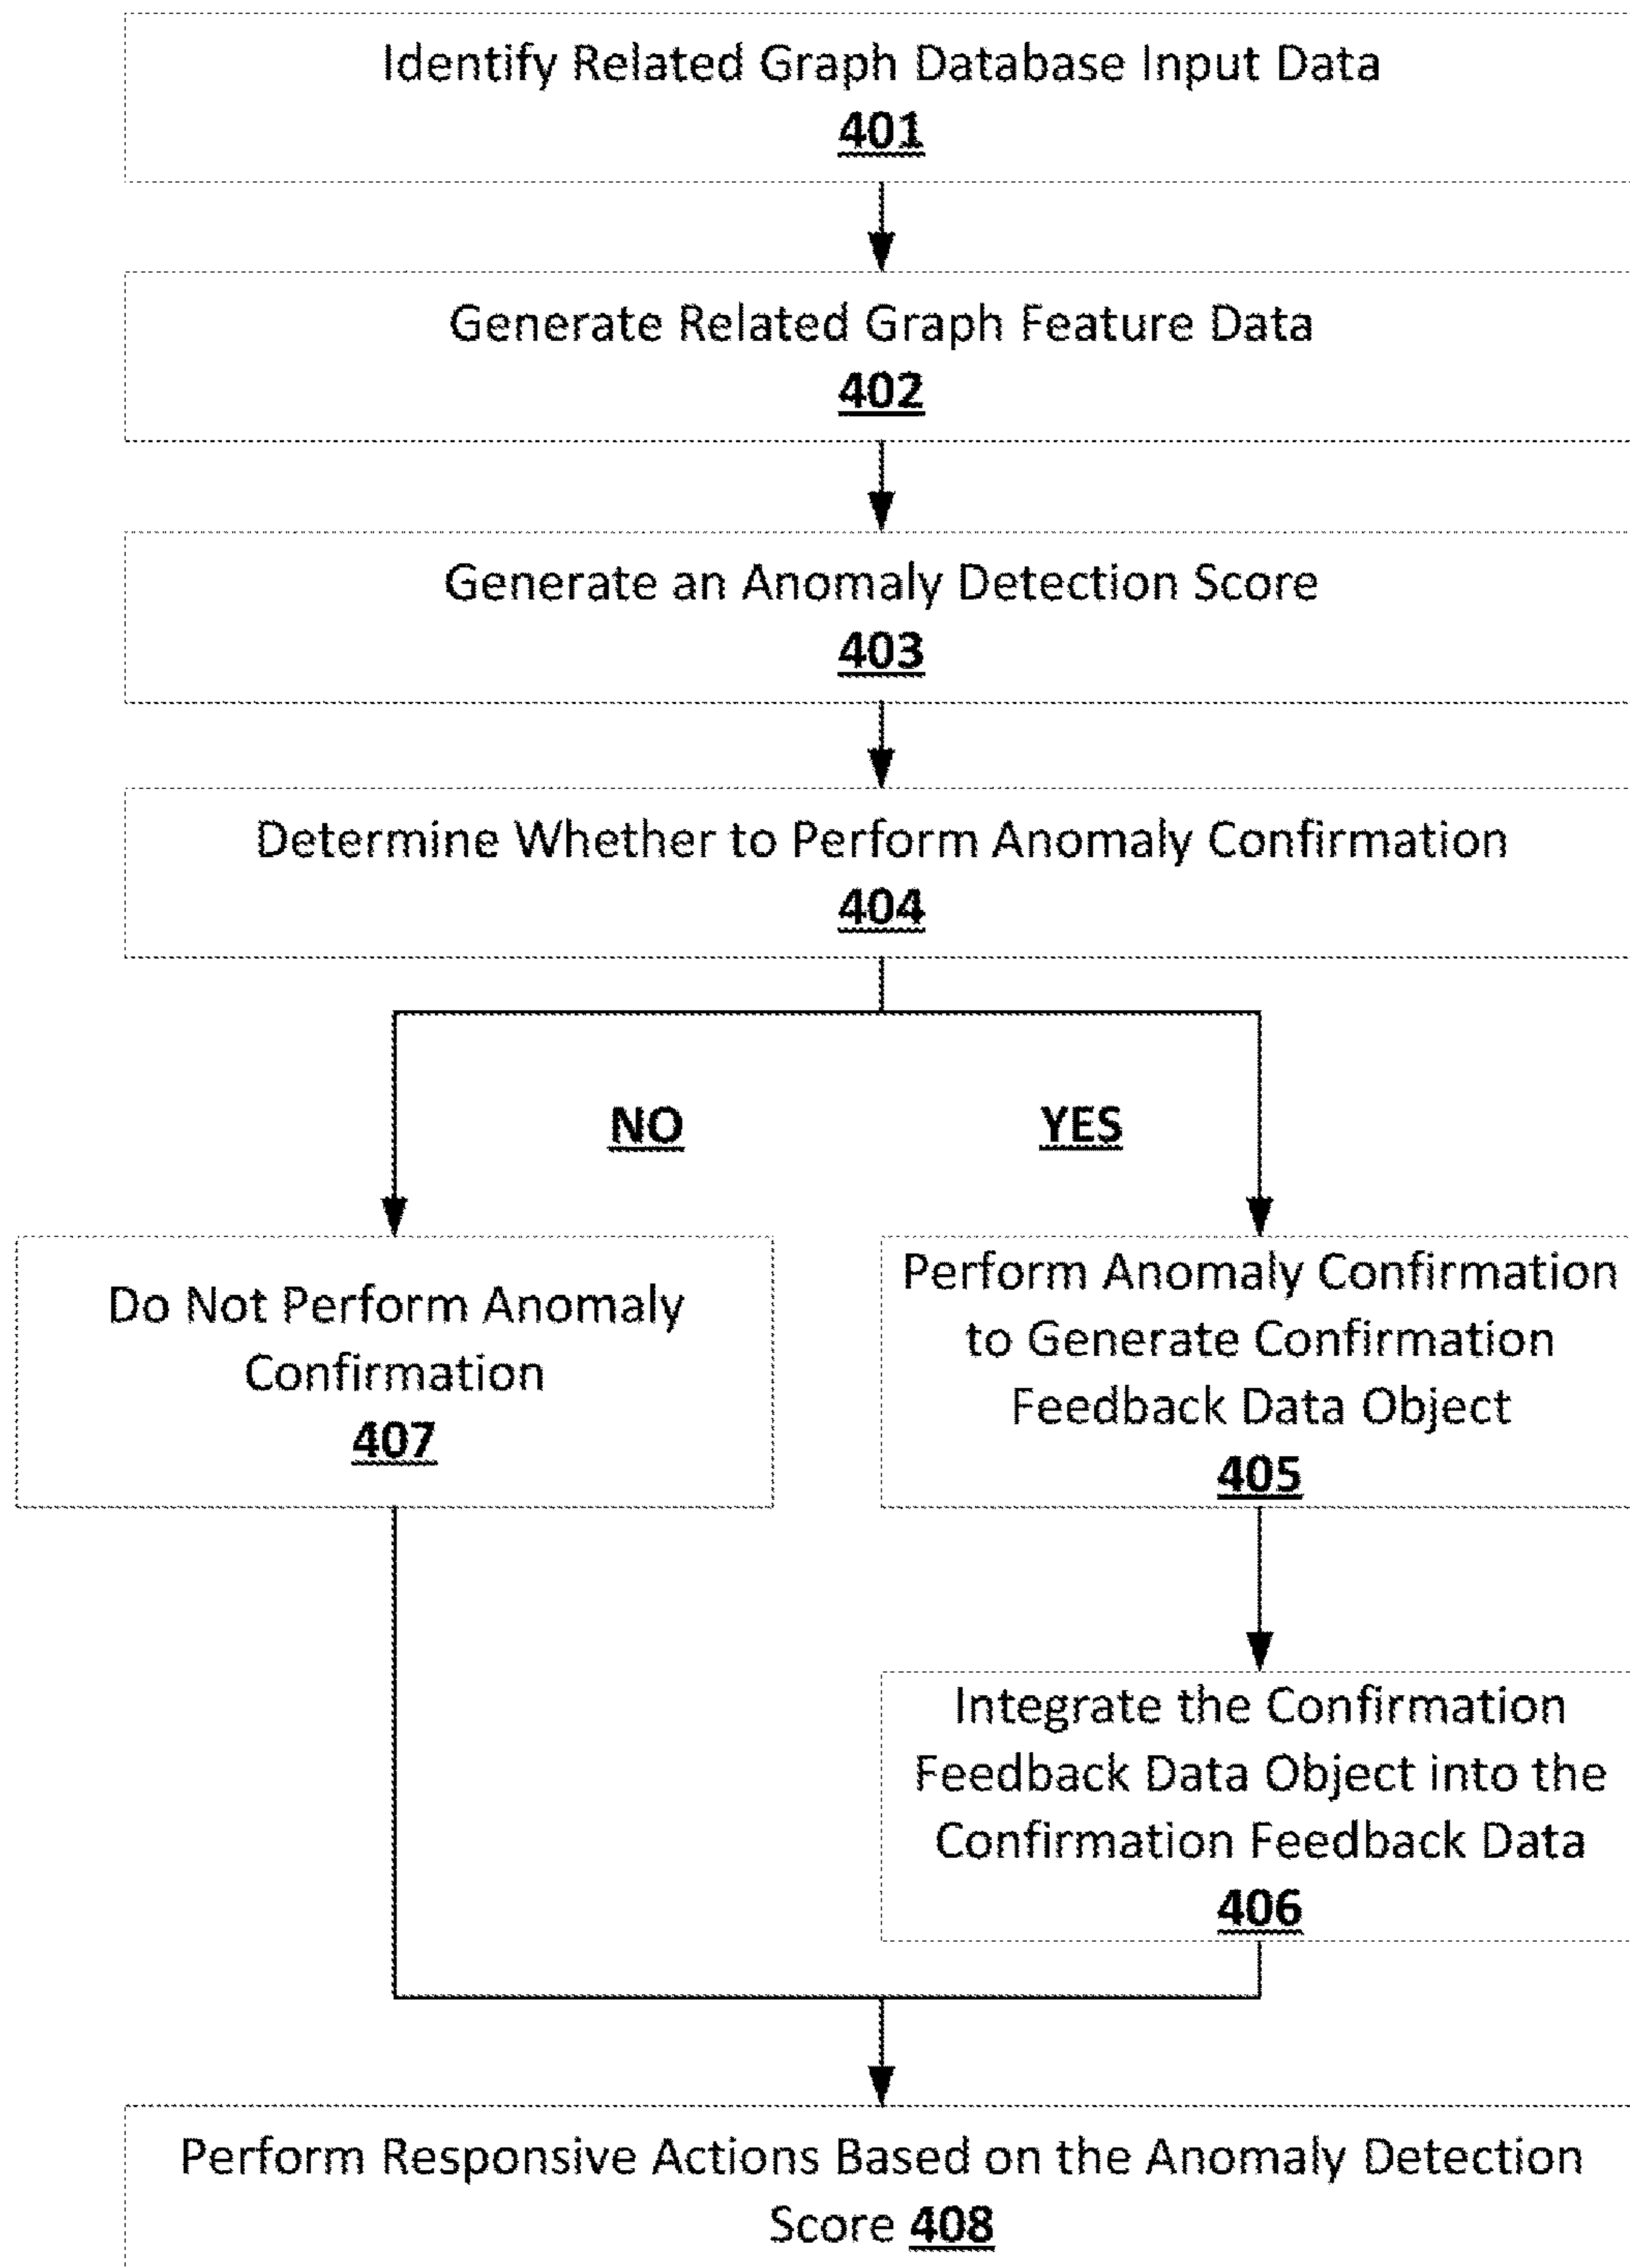 Identify Related Graph Database Input Data
401
Generate Related Graph Feature Data
402
Generate an Anomaly Detection Score
403
Determine Whether to Perform Anomaly Confirmation
404
NO
YES
Do Not Perform Anomaly
Confirmation
407
Perform Anomaly Confirmation
to Generate Confirmation
Feedback Data Object
405
Integrate the Confirmation
Feedback Data Object into the
Confirmation Feedback Data
406
Perform Responsive Actions Based on the Anomaly Detection
Score 408